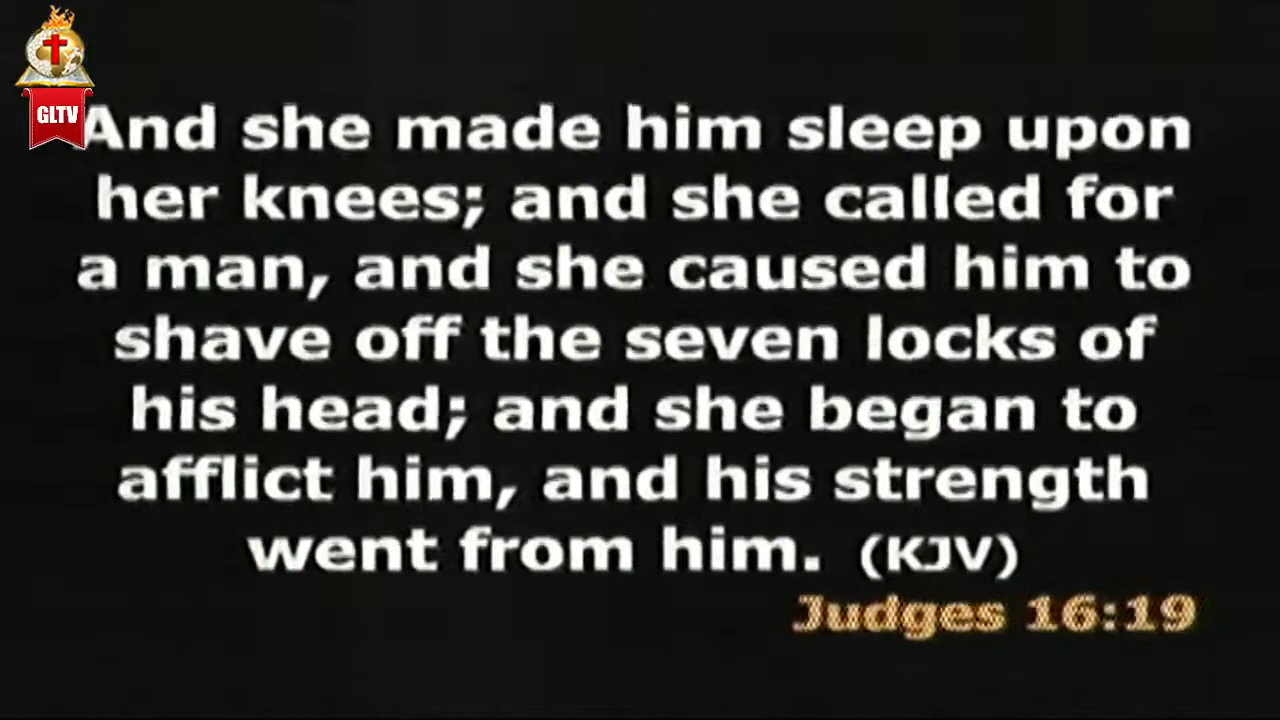 GLTV
And she made him sleep upon
her knees; and she called for
a man, and she caused him to
shave off the seven locks of
his head; and she began to
afflict him, and his strength
went from him. (KJV)
Judges 16:19